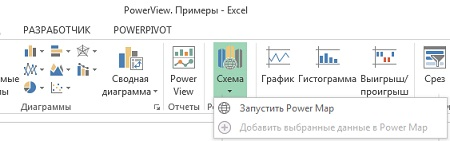 PowerView. Примеры - Excel
РАЗРАБОТЧИК POWERPIVOT
Сводная диаграмма
Power View
Схема
График
Гистограмма
Выигрыш/проигрыш
Срез
Диаграммы
Отчеты
Запустить Power Map
Добавить выбранные данные в Power Map